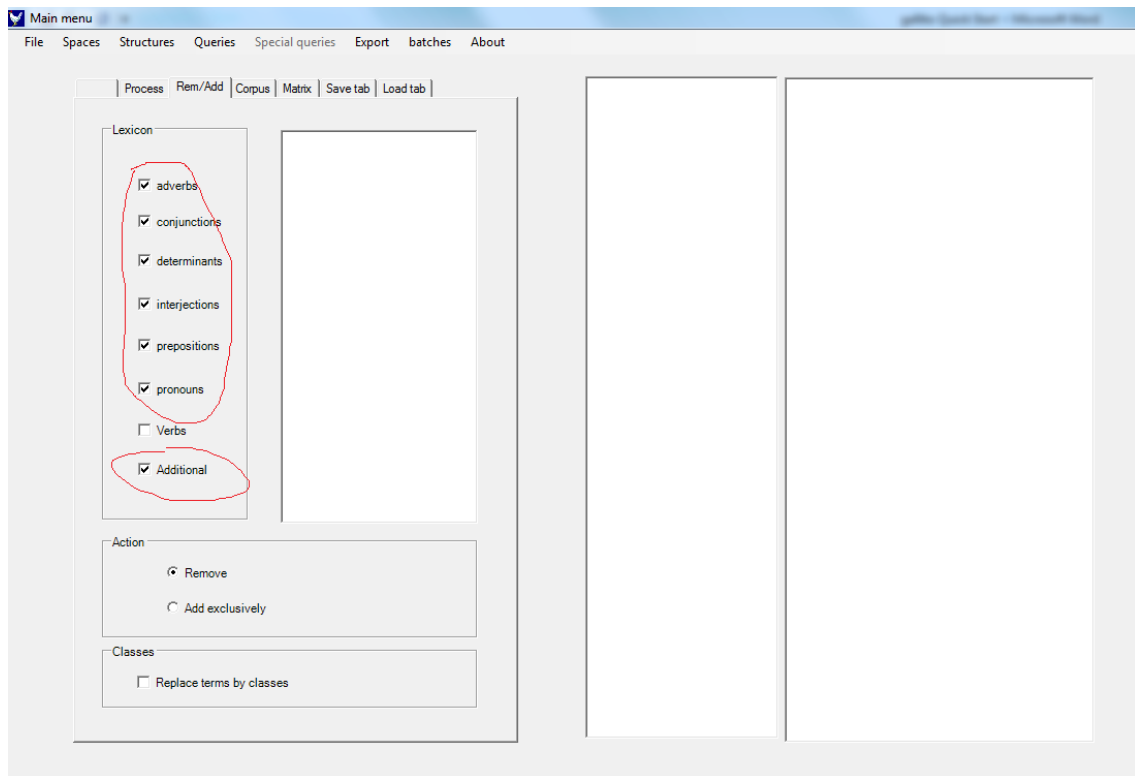 Main menu
File Spaces Structures Queries Special queries Export batches About
Process Rem/Add Corpus Matrix Save tab Load tab
Lexicon
adverbs
conjunctions
determinants
interjections
prepositions
pronouns
Verbs
Additional
Action
Remove
Add exclusively
Classes
Replace terms by classes